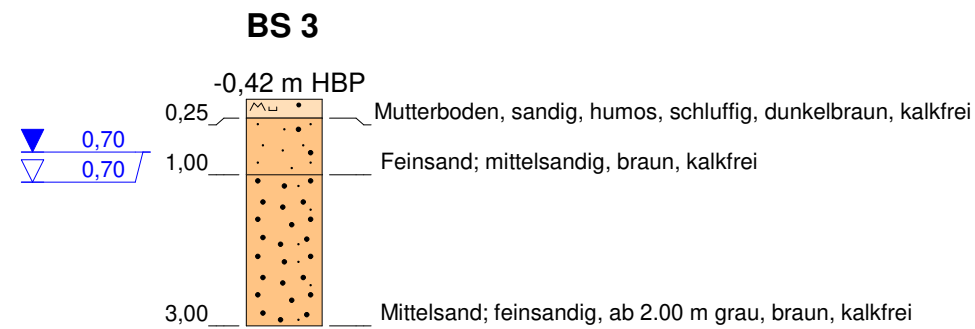 BS 3
-0,42 m HBP
0,25 Mutterboden, sandig, humos, schluffig, dunkelbraun, kalkfrei
0,70
1,00 Feinsand; mittelsandig, braun, kalkfrei
0,70
3,00 Mittelsand; feinsandig, ab 2.00 m grau, braun, kalkfrei